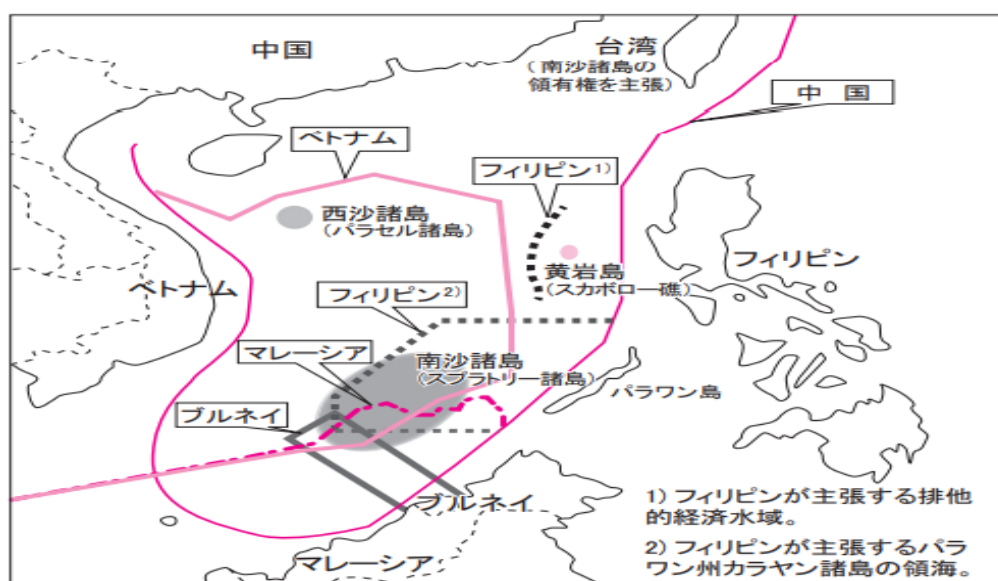 中国
台湾
(南沙諸島の
領有権を主張)
中 国
ベトナム
フィリピン1)
西沙諸島
(パラセル諸島)
黄岩島
(スカボロー礁)
フィリピン
ベトナム
フィリピン2)
マレーシア
南沙諸島
(スプラトリー諸島)
パラワン島
ブルネイ
ブルネイ
マレーシア
1) フィリピンが主張する排他
的経済水域。
2) フィリピンが主張するパラ
ワン州カラヤン諸島の領海。